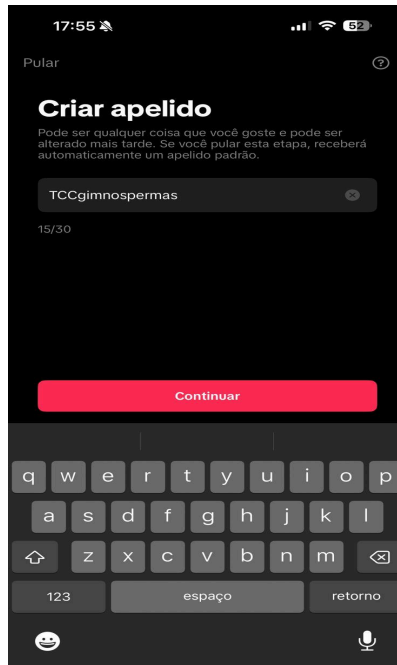 17:55
52
Pular
?
Criar apelido
Pode ser qualquer coisa que você goste e pode ser
alterado mais tarde. Se você pular esta etapa, receberá
automaticamente um apelido padrão.
TCCgimnospermas
15/30
Continuar
q w e r t y u i o p
a s d f g h j k l
z x c v b n m
123 espaço retorno